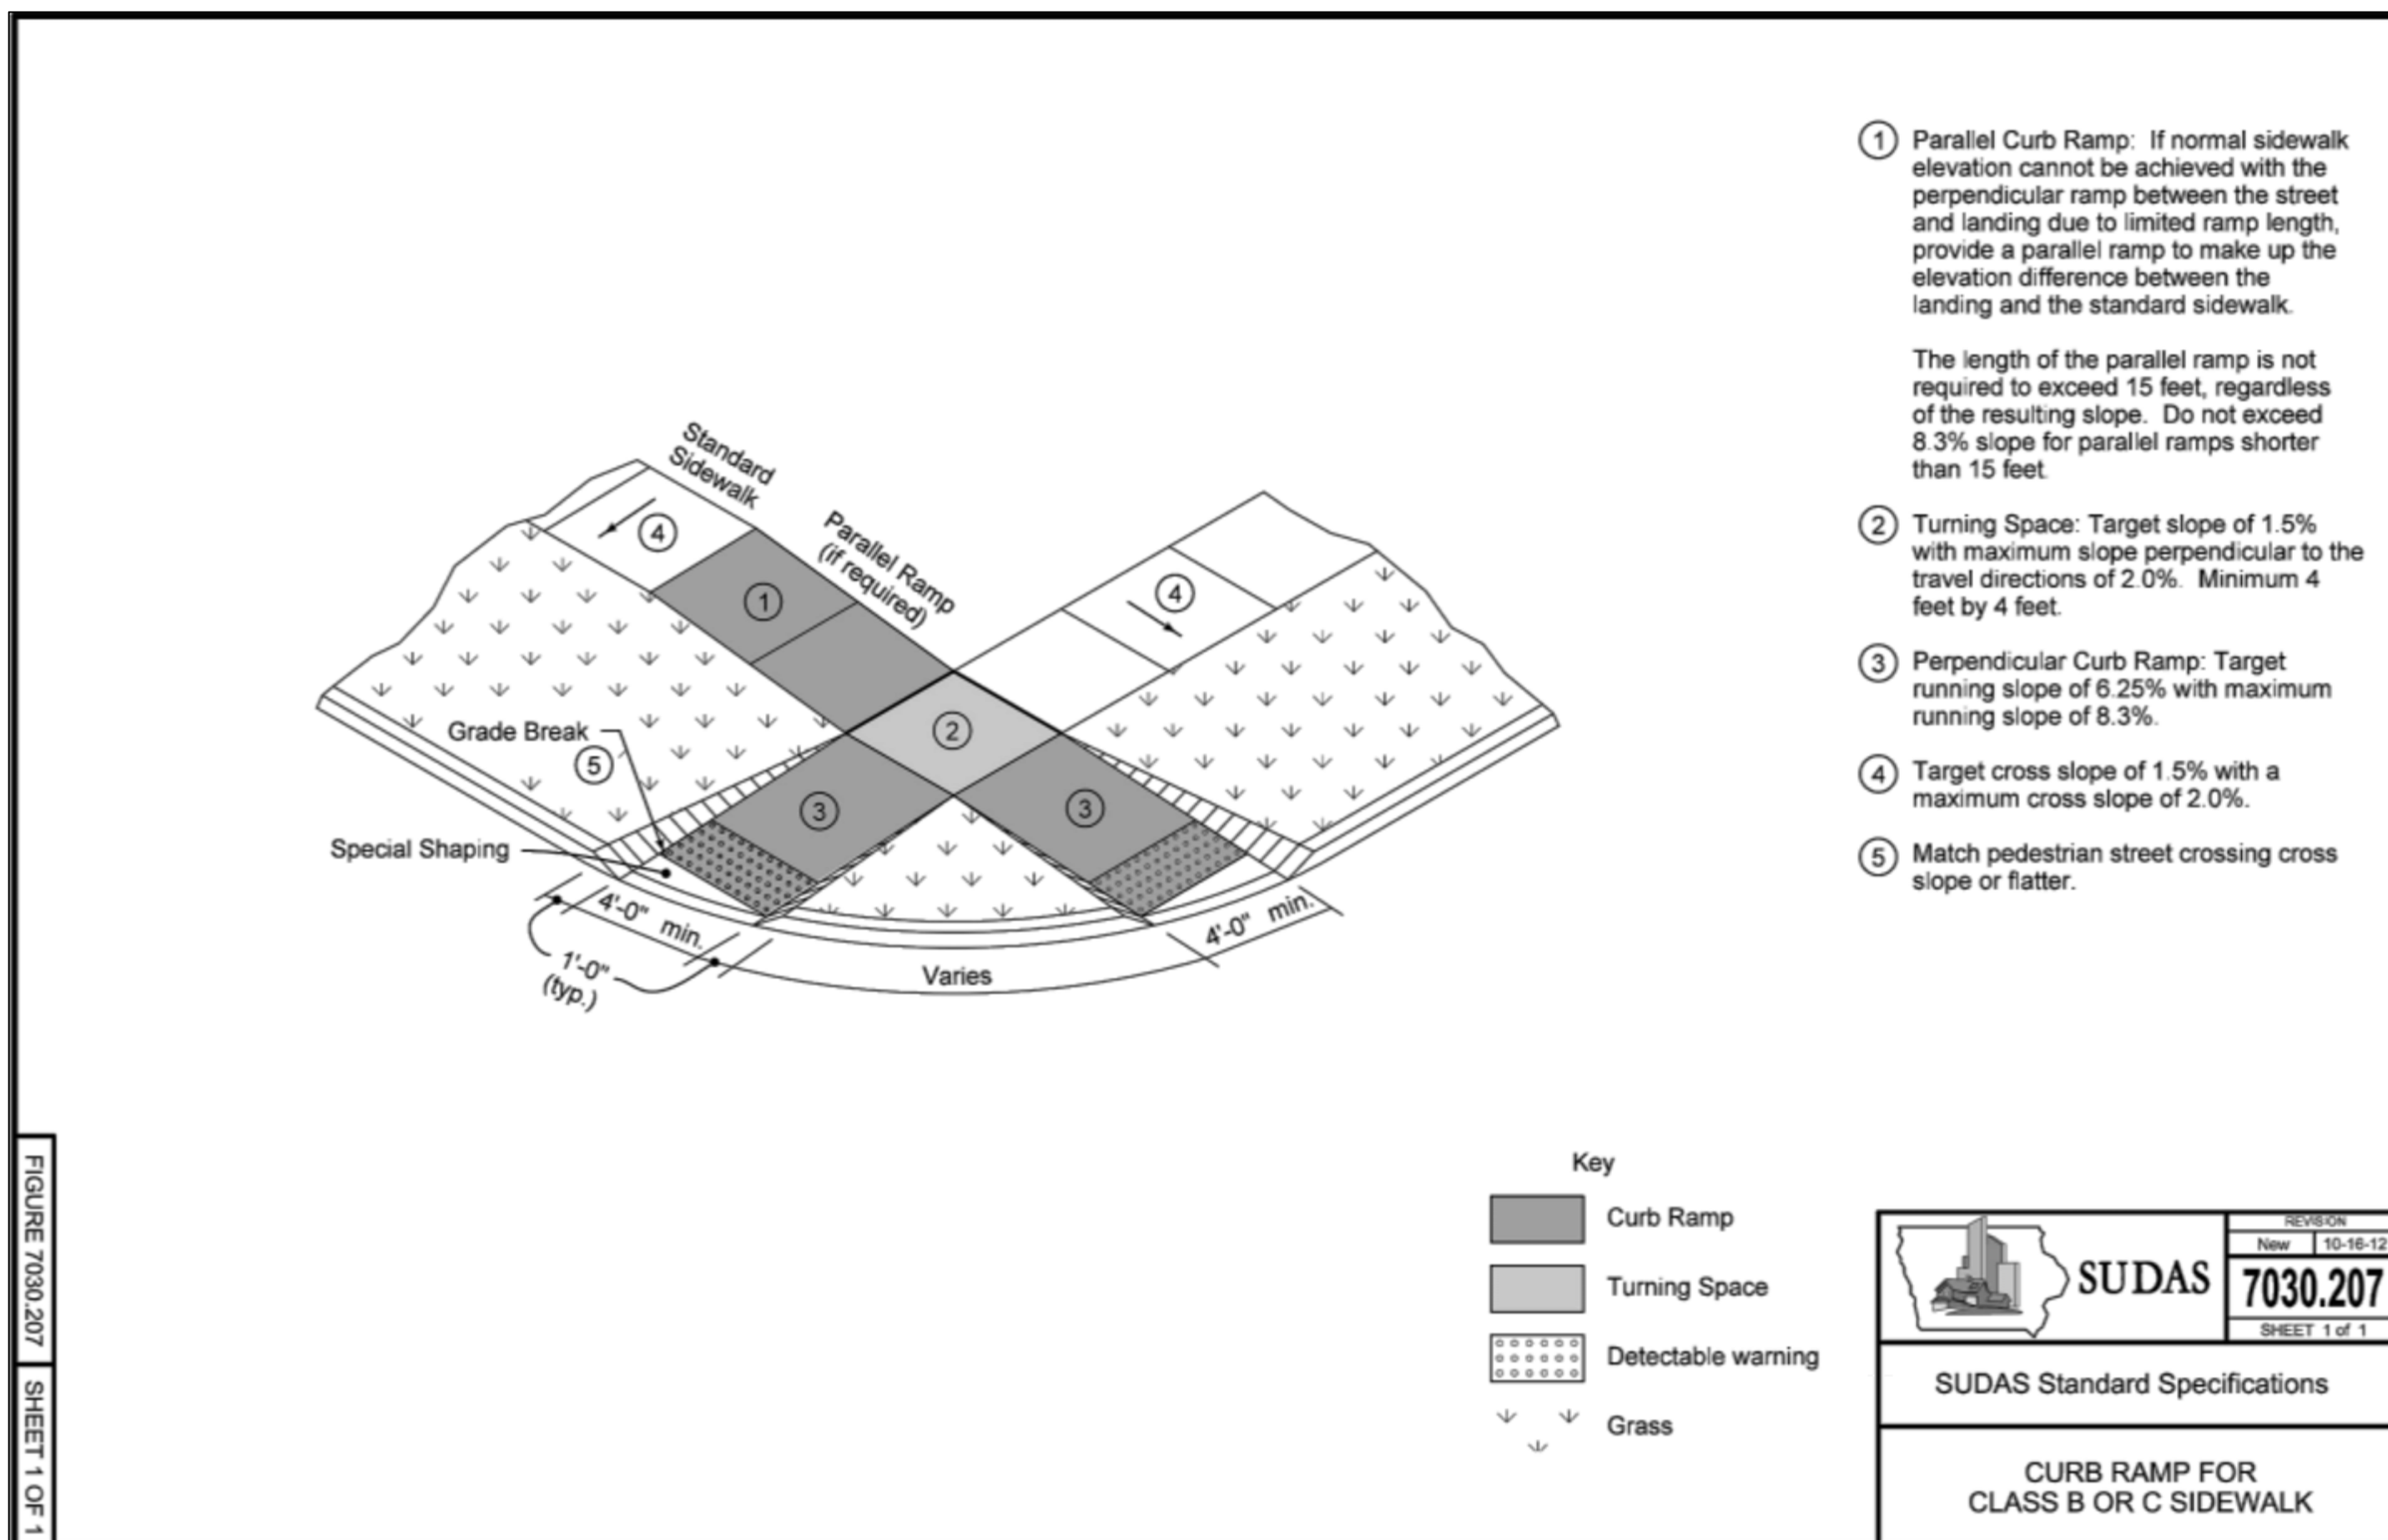 Standard
Sidewalk
Parallel Ramp
(if required)
4
1
4
2
Grade Break
5
3
3
Special Shaping
4'-0" min.
1'-0"
(typ.)
Varies
4'-0" min.
1 Parallel Curb Ramp: If normal sidewalk
elevation cannot be achieved with the
perpendicular ramp between the street
and landing due to limited ramp length,
provide a parallel ramp to make up the
elevation difference between the
landing and the standard sidewalk.
The length of the parallel ramp is not
required to exceed 15 feet, regardless
of the resulting slope. Do not exceed
8.3% slope for parallel ramps shorter
than 15 feet.
2 Turning Space: Target slope of 1.5%
with maximum slope perpendicular to the
travel directions of 2.0%. Minimum 4
feet by 4 feet.
3 Perpendicular Curb Ramp: Target
running slope of 6.25% with maximum
running slope of 8.3%.
4 Target cross slope of 1.5% with a
maximum cross slope of 2.0%.
5 Match pedestrian street crossing cross
slope or flatter.
Key
Curb Ramp
Turning Space
Detectable warning
Grass
FIGURE 7030.207
SHEET 1 OF 1
SUDAS
REVISION
New 10-16-12
7030.207
SHEET 1 of 1
SUDAS Standard Specifications
CURB RAMP FOR
CLASS B OR C SIDEWALK